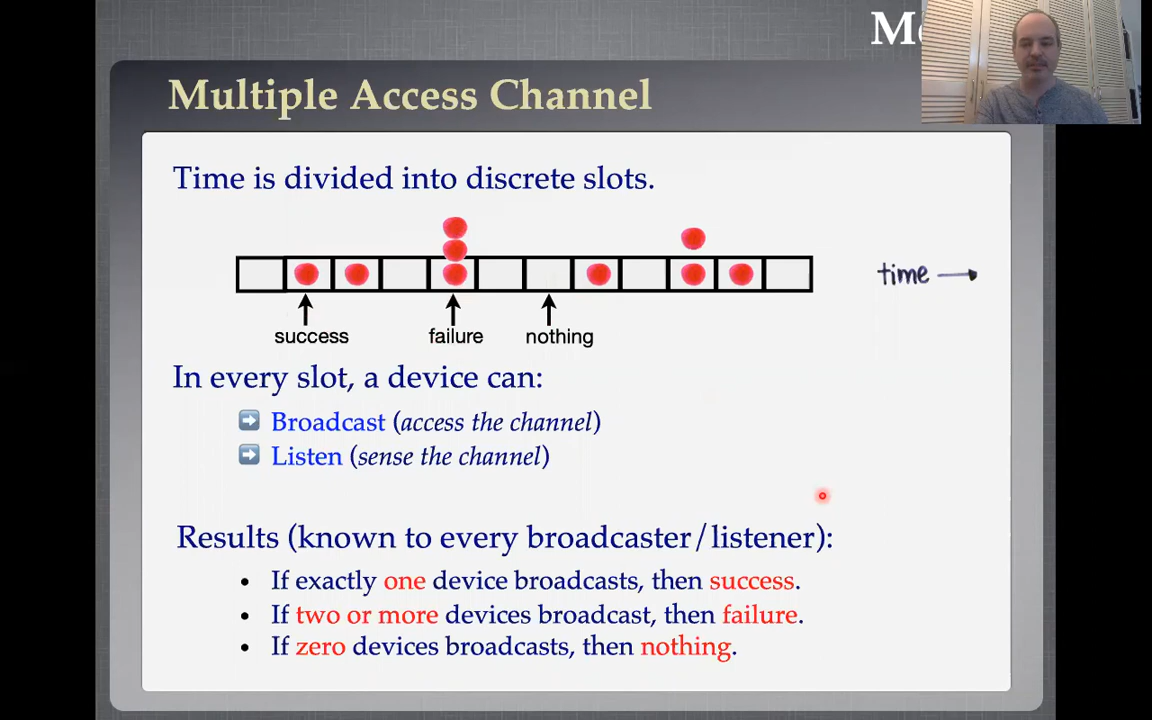 Multiple Access Channel
Time is divided into discrete slots.
time
success failure nothing
In every slot, a device can:
Broadcast (access the channel)
Listen (sense the channel)
Results (known to every broadcaster/listener):
• If exactly one device broadcasts, then success.
• If two or more devices broadcast, then failure.
• If zero devices broadcasts, then nothing.